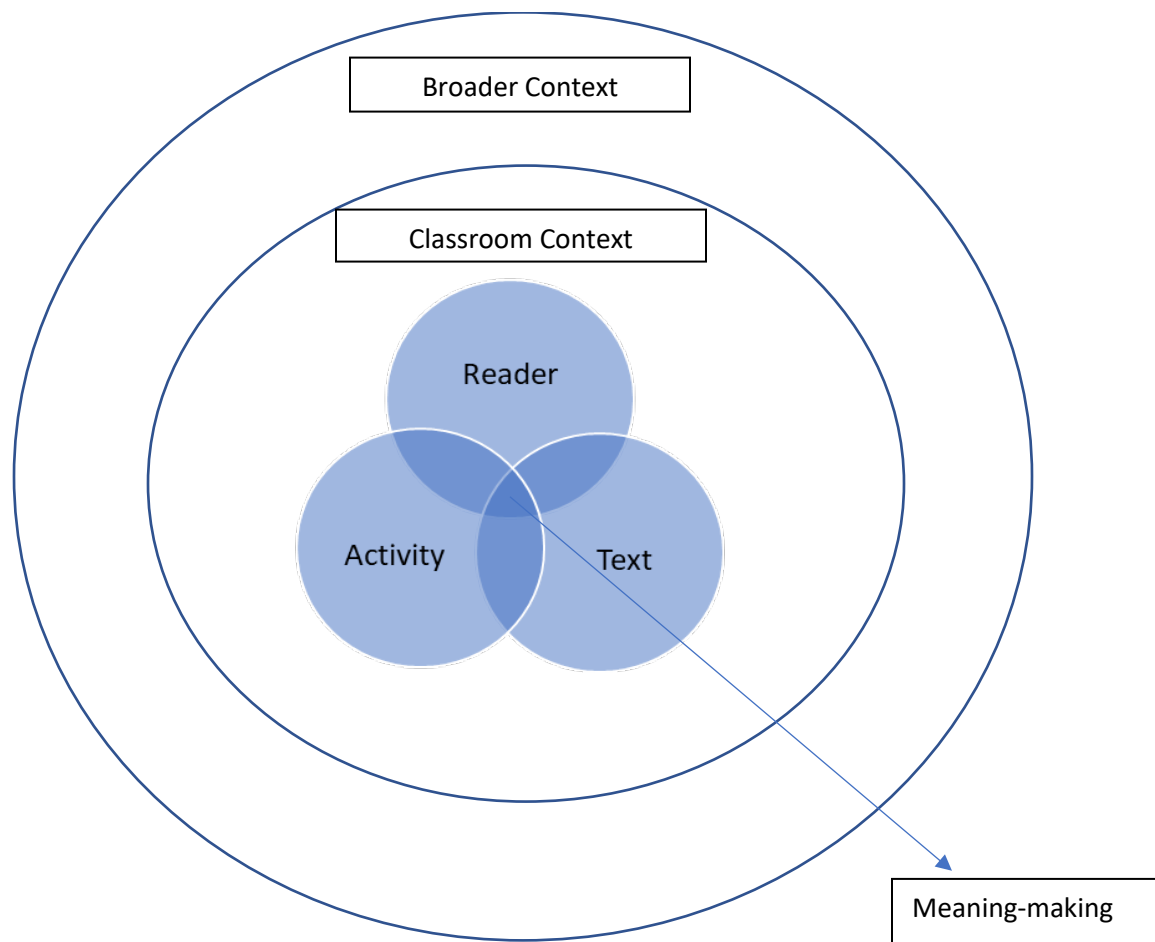 Broader Context
Classroom Context
Reader
Activity
Text
Meaning-making